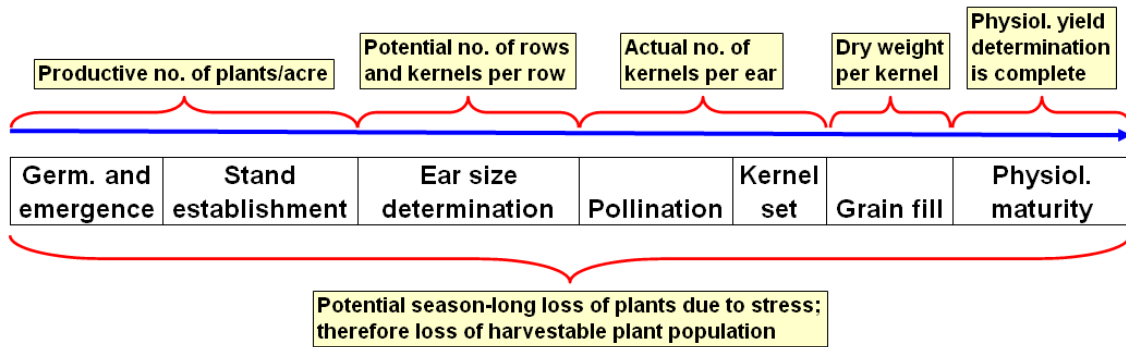 Productive no. of plants/acre
Potential no. of rows
and kernels per row
Actual no. of
kernels per ear
Dry weight
per kernel
Physiol. yield
determination
is complete
Germ. and
emergence
Stand
establishment
Ear size
determination
Pollination
Kernel
set
Grain fill
Physiol.
maturity
Potential season-long loss of plants due to stress;
therefore loss of harvestable plant population